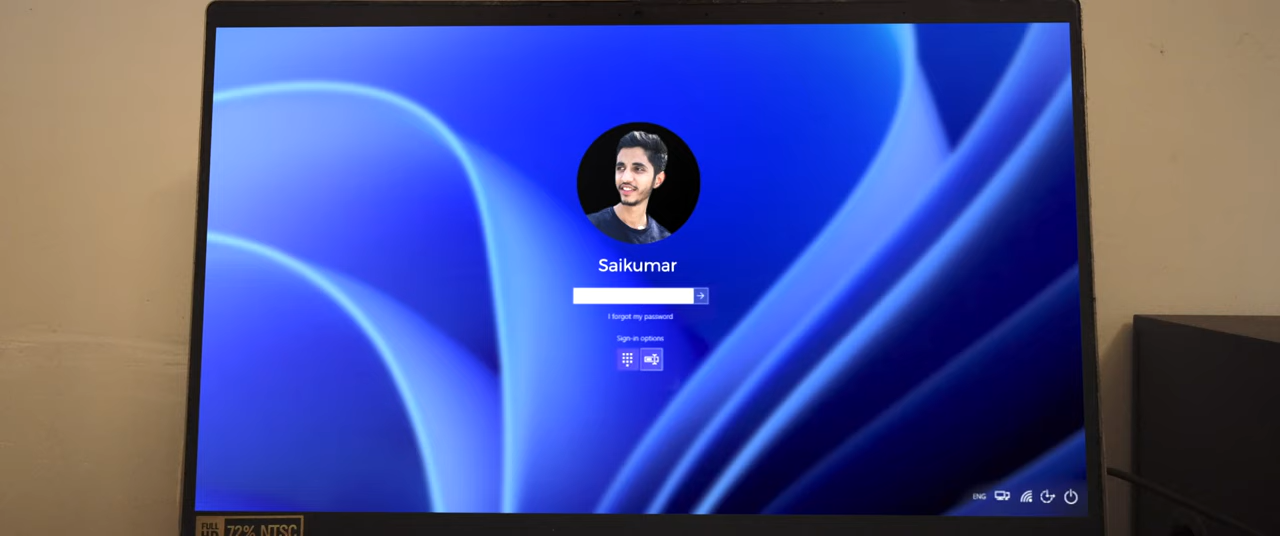 Saikumar
I forgot my password
Sign-in options
ENG
FULL
HD
72% NTSC